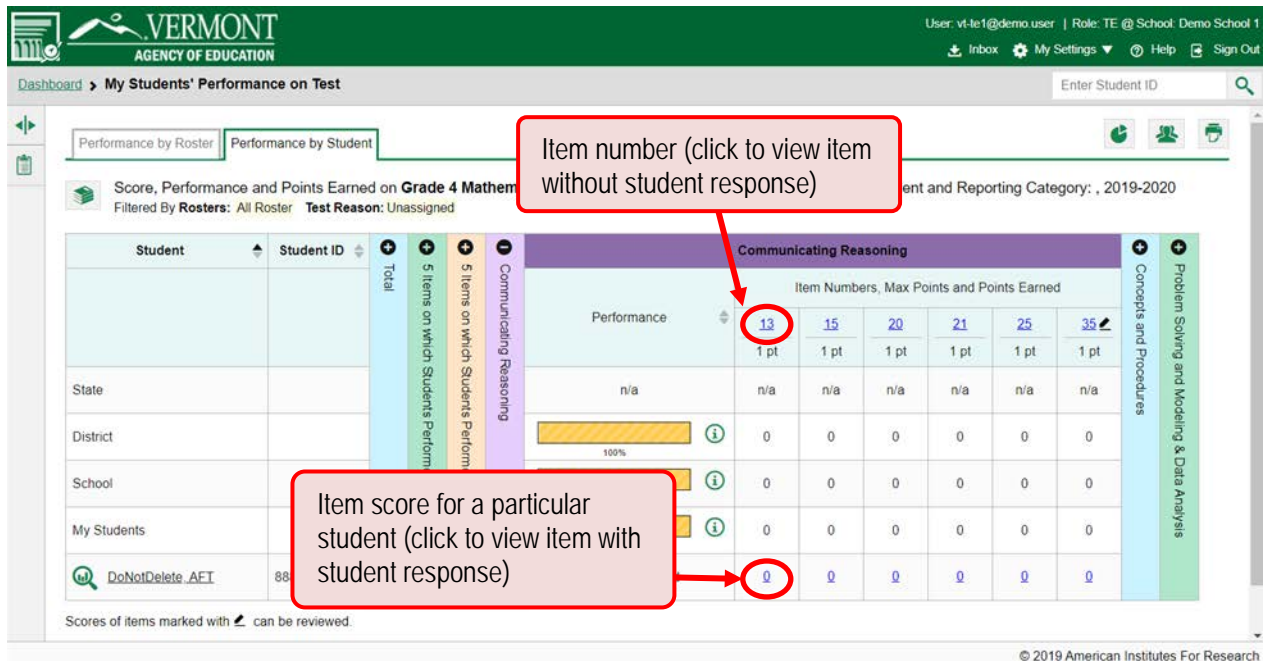 VERMONT
AGENCY OF EDUCATION
User: vt-te1@demo.user | Role: TE @ School: Demo School 1
Inbox My Settings ▼ Help Sign Out
Dashboard > My Students' Performance on Test
Enter Student ID
Performance by Roster
Performance by Student
Item number (click to view item
without student response)
Score, Performance and Points Earned on Grade 4 Mathem
and Reporting Category: , 2019-2020
Filtered By Rosters: All Roster Test Reason: Unassigned
Student
Student ID
Total
5 Items on which Students
5 Items on which Students
Communicating Reasoning
Communicating Reasoning
Concepts and Procedures
Problem Solving and Modeling & Data Analysis
Performance
Item Numbers, Max Points and Points Earned
13 15 20 21 25 35
1 pt 1 pt 1 pt 1 pt 1 pt 1 pt
State n/a n/a n/a n/a n/a n/a n/a
District 0 0 0 0 0 0
100%
School 0 0 0 0 0 0
My Students 0 0 0 0 0 0
DoNotDelete, AFT 0 0 0 0 0 0
Item score for a particular
student (click to view item with
student response)
Scores of items marked with can be reviewed.
© 2019 American Institutes For Research